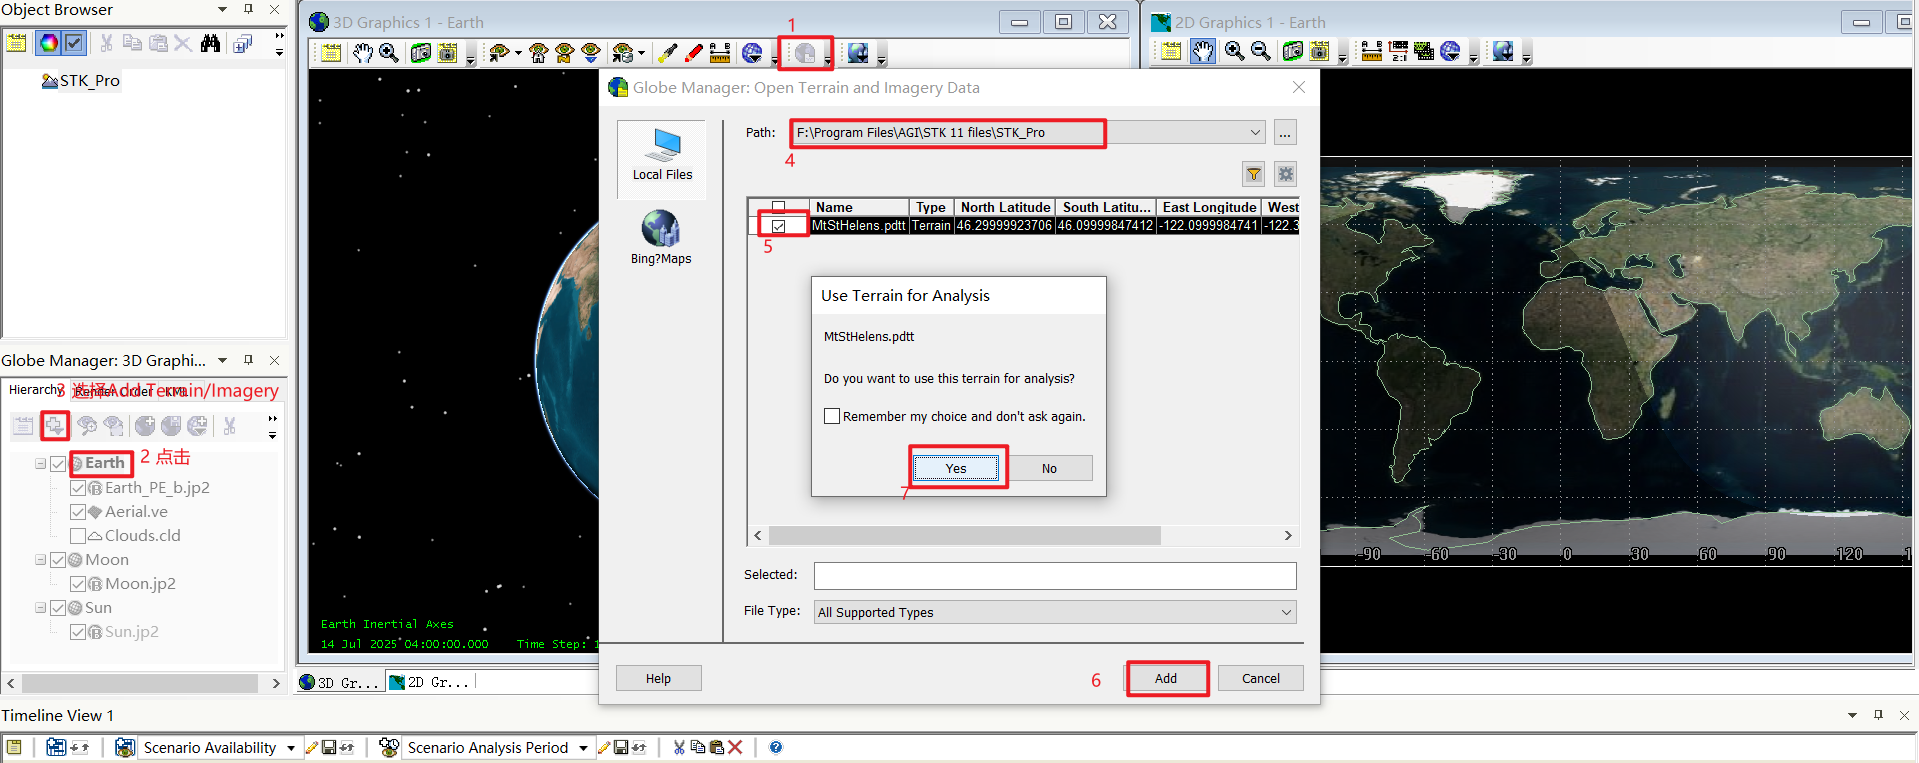 Object Browser
STK_Pro
3D Graphics 1 - Earth
1
2D Graphics 1 - Earth
Globe Manager: Open Terrain and Imagery Data
Local Files
Bing?Maps
Path:
F:\Program Files\AGI\STK 11 files\STK_Pro
...
4
Name Type North Latitude South Latitu... East Longitude West
MtStHelens.pdtt Terrain 46.29999923706 46.09999847412 -122.0999984741 -122.3
5
Use Terrain for Analysis
MtStHelens.pdtt
Do you want to use this terrain for analysis?
Remember my choice and don't ask again.
Yes
No
7
Selected:
File Type:
All Supported Types
Help
6
Add
Cancel
Globe Manager: 3D Graphi...
Hierarchy
3 选择Add Terrain/Imagery
2 点击
Earth
Earth_PE_b.jp2
Aerial.ve
Clouds.cld
Moon
Moon.jp2
Sun
Sun.jp2
Earth Inertial Axes
14 Jul 2025 04:00:00.000 Time Step:
-90 -60 -30 0 30 60 90 120
3D Gr...
2D Gr...
Timeline View 1
Scenario Availability
Scenario Analysis Period